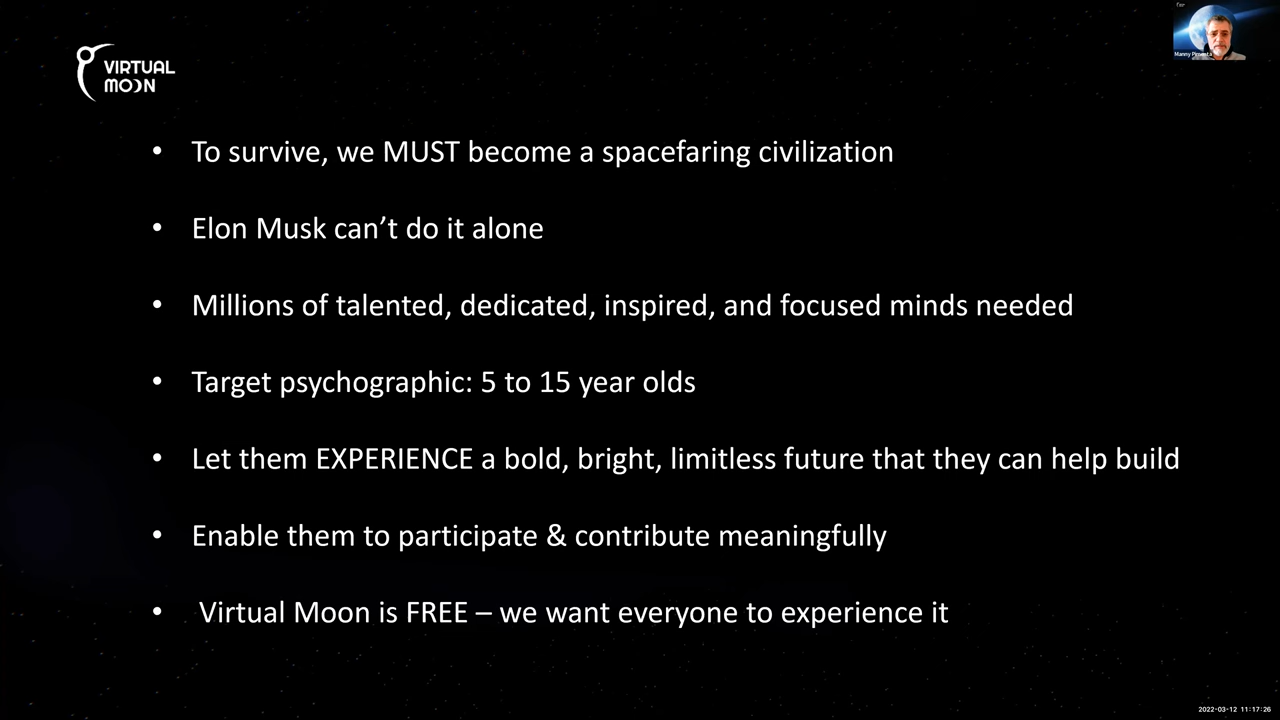 VIRTUAL
MOON
Manny Pimenta
• To survive, we MUST become a spacefaring civilization
• Elon Musk can’t do it alone
• Millions of talented, dedicated, inspired, and focused minds needed
• Target psychographic: 5 to 15 year olds
• Let them EXPERIENCE a bold, bright, limitless future that they can help build
• Enable them to participate & contribute meaningfully
• Virtual Moon is FREE – we want everyone to experience it
2022-03-12 11:17:26